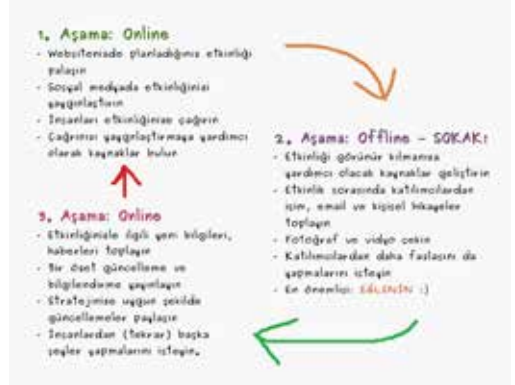 1. Aşama: Online
- Websitenizde planladığınız etkinliği
palaşın
- Sosyal medyada etkinliğinizi
yaygınlaştırın
- İnsanları etkinliğinize çağırın
- Çağrınızı yaygınlaştırmaya yardımcı
olarak kaynaklar bulun
2. Aşama: Offline - SOKAK!
- Etkinliği görünür kılmanıza
yardımcı olacak kaynaklar geliştirin
- Etkinlik sırasında katılımcılardan
isim, email ve kişisel hikayeler
toplayın
- Fotoğraf ve video çekin
- Katılımcılardan daha fazlasını da
yapmalarını isteyin
- En önemlisi: EĞLENİN :)
3. Aşama: Online
- Etkinliğinizle ilgili yeni bilgileri,
haberleri toplayın
- Bir özet güncelleme ve
bilgilendirme yayınlayın
- Stratejinize uygun şekilde
güncellemeler paylaşın
- İnsanlardan (tekrar) başka
şeyler yapmalarını isteyin.